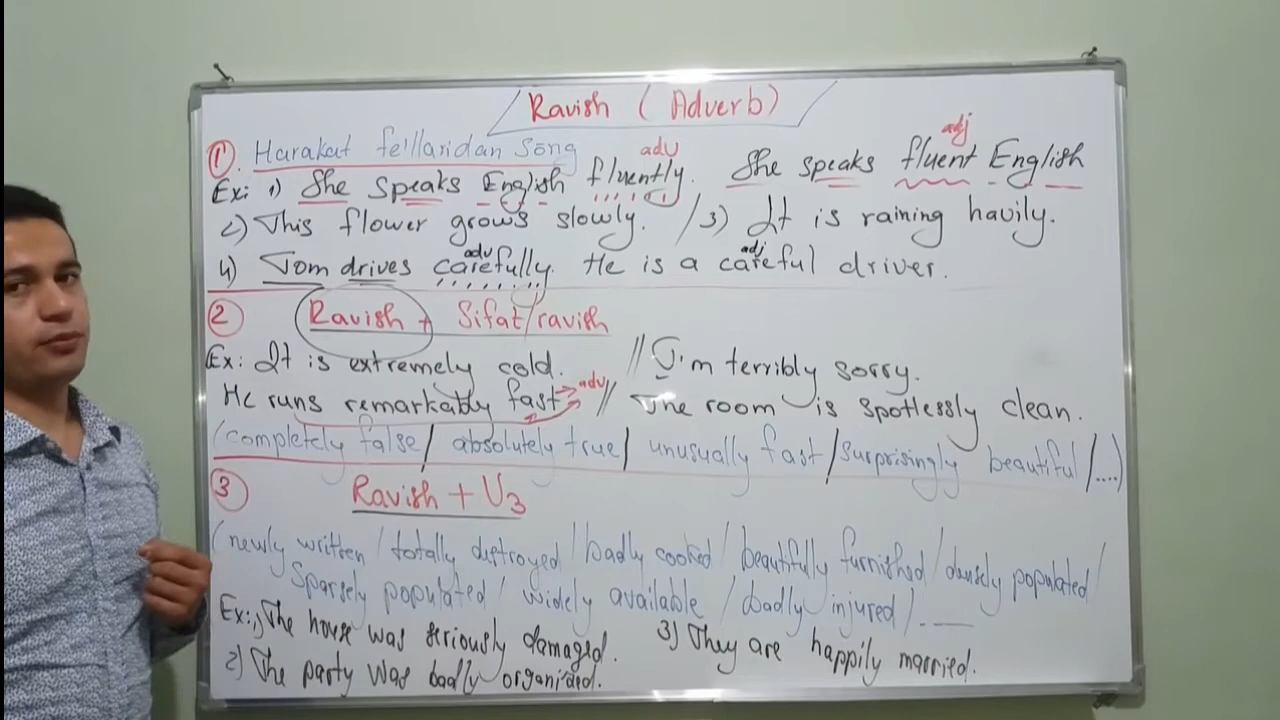 Ravish ( Adverb )
1. Harakat fe'llaridan song
Ex: 1) She speaks English fluently. adv She speaks fluent English adj
2) This flower grows slowly. / 3) It is raining havily.
4) Tom drives carefully. adv He is a careful driver. adj
2 Ravish + Sifat/ravish
Ex: It is extremely cold. // I'm terribly sorry.
He runs remarkably fast adv // The room is spotlessly clean.
(completely false / absolutely true / unusually fast / surprisingly beautiful / ....)
3 Ravish + V3
(newly written / totally destroyed / badly cooked / beautifully furnished / densely populated /
Sparsely populated / widely available / badly injured /
Ex: 1) The house was seriously damaged. 3) They are happily married.
2) The party was badly organized.